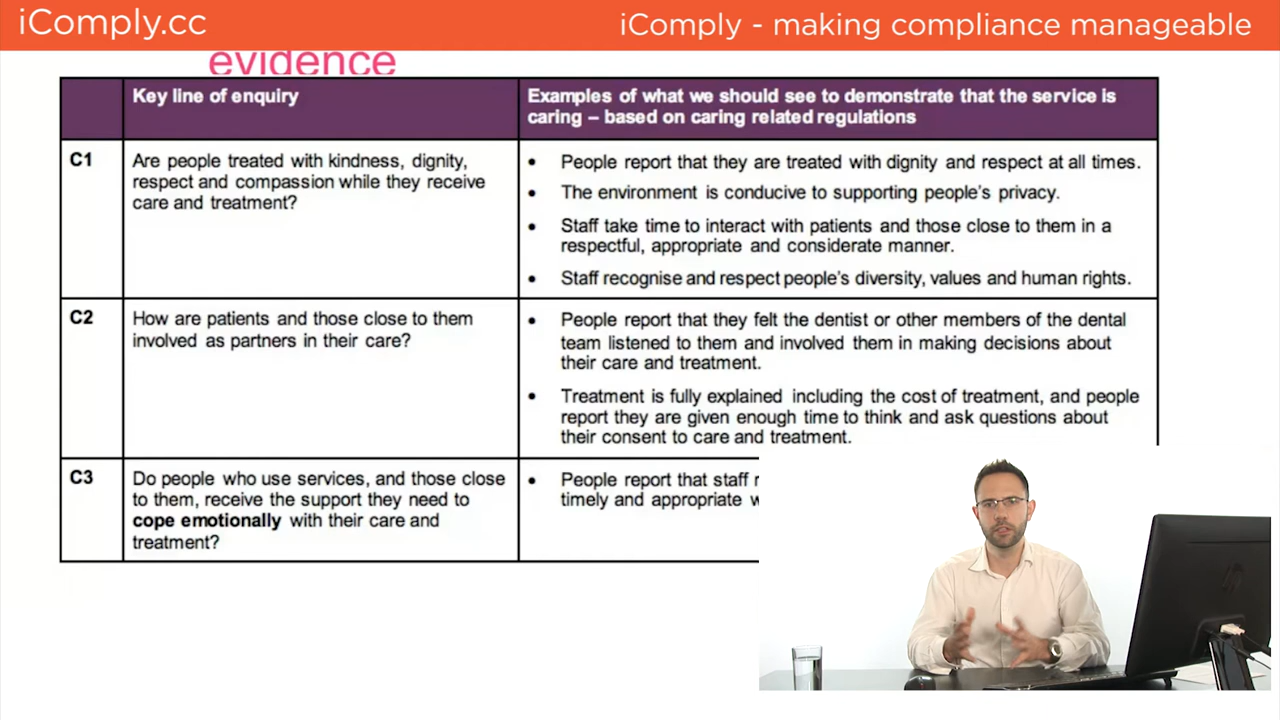 iComply.cc
iComply - making compliance manageable
evidence
Key line of enquiry
Examples of what we should see to demonstrate that the service is
caring – based on caring related regulations
C1
Are people treated with kindness, dignity,
respect and compassion while they receive
care and treatment?
• People report that they are treated with dignity and respect at all times.
• The environment is conducive to supporting people's privacy.
• Staff take time to interact with patients and those close to them in a
respectful, appropriate and considerate manner.
• Staff recognise and respect people's diversity, values and human rights.
C2
How are patients and those close to them
involved as partners in their care?
• People report that they felt the dentist or other members of the dental
team listened to them and involved them in making decisions about
their care and treatment.
• Treatment is fully explained including the cost of treatment, and people
report they are given enough time to think and ask questions about
their consent to care and treatment.
C3
Do people who use services, and those close
to them, receive the support they need to
cope emotionally with their care and
treatment?
• People report that staff
timely and appropriate